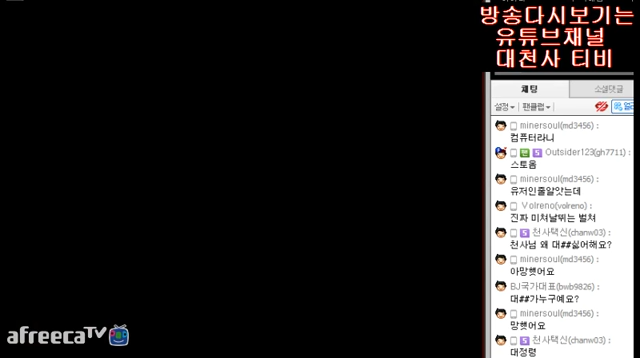 방송다시보기는
유튜브채널
대천사 티비
채팅
소셜댓글
설정 팬클럽
minersoul(md3456) :
컴퓨터라니
팬 S Outsider123(gh7711) :
스토옴
minersoul(md3456) :
유저인줄알앗는데
Volreno(volreno) :
진짜 미쳐날뛰는 벌쳐
S 천사택신(chanw03) :
천사님 왜 대##싫어해요?
minersoul(md3456) :
아망햇어요
BJ국가대표(bwb9826) :
대##가누구예요?
minersoul(md3456) :
망햇어요
S 천사택신(chanw03) :
대정령
afreecaTV